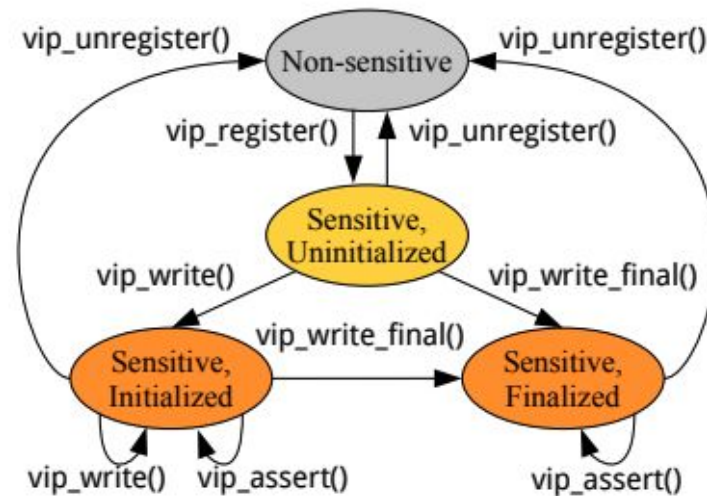 vip_unregister()
vip_unregister()
Non-sensitive
vip_register()
vip_unregister()
Sensitive,
Uninitialized
vip_write()
vip_write_final()
vip_write_final()
Sensitive,
Initialized
Sensitive,
Finalized
vip_write()
vip_assert()
vip_assert()